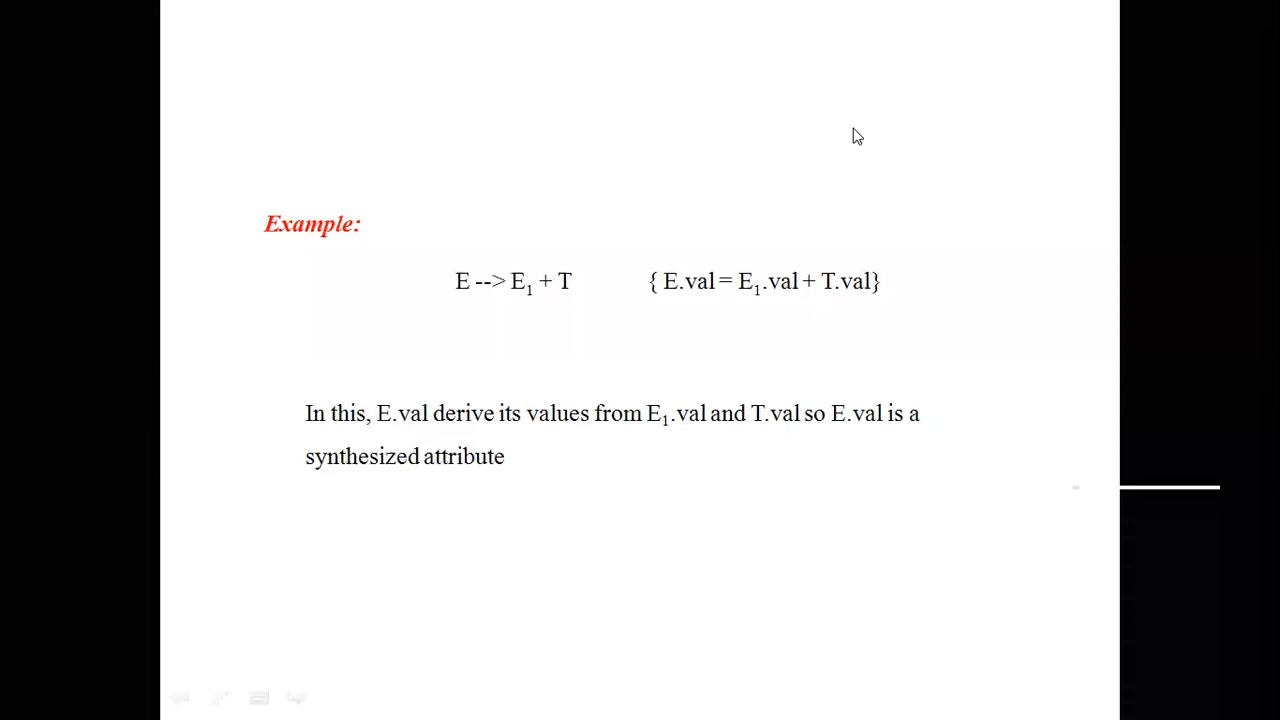 Example:
E --> E₁ + T { E.val = E₁.val + T.val}
In this, E.val derive its values from E₁.val and T.val so E.val is a
synthesized attribute